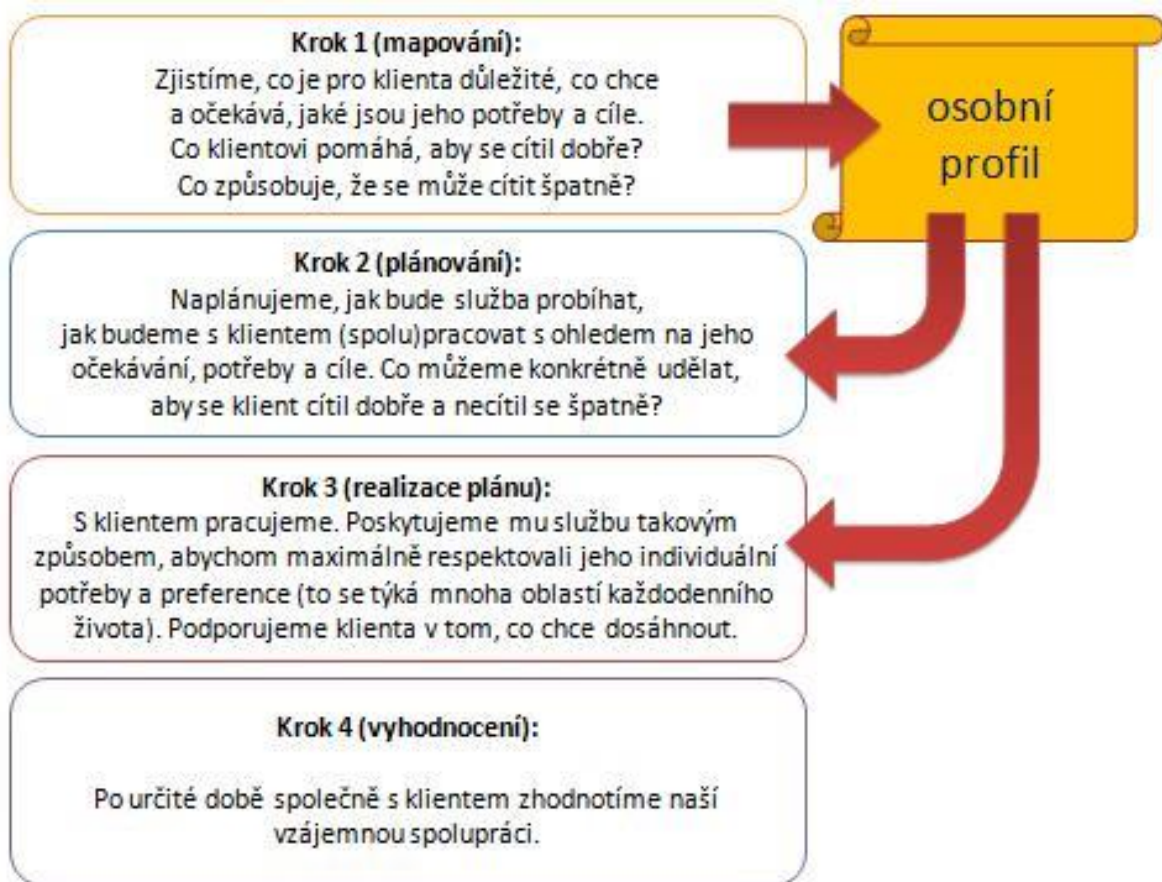 Krok 1 (mapování):
Zjistíme, co je pro klienta důležité, co chce
a očekává, jaké jsou jeho potřeby a cíle.
Co klientovi pomáhá, aby se cítil dobře?
Co způsobuje, že se může cítit špatně?
osobní
profil
Krok 2 (plánování):
Naplánujeme, jak bude služba probíhat,
jak budeme s klientem (spolu)pracovat s ohledem na jeho
očekávání, potřeby a cíle. Co můžeme konkrétně udělat,
aby se klient cítil dobře a necítil se špatně?
Krok 3 (realizace plánu):
S klientem pracujeme. Poskytujeme mu službu takovým
způsobem, abychom maximálně respektovali jeho individuální
potřeby a preference (to se týká mnoha oblastí každodenního
života). Podporujeme klienta v tom, co chce dosáhnout.
Krok 4 (vyhodnocení):
Po určité době společně s klientem zhodnotíme naší
vzájemnou spolupráci.